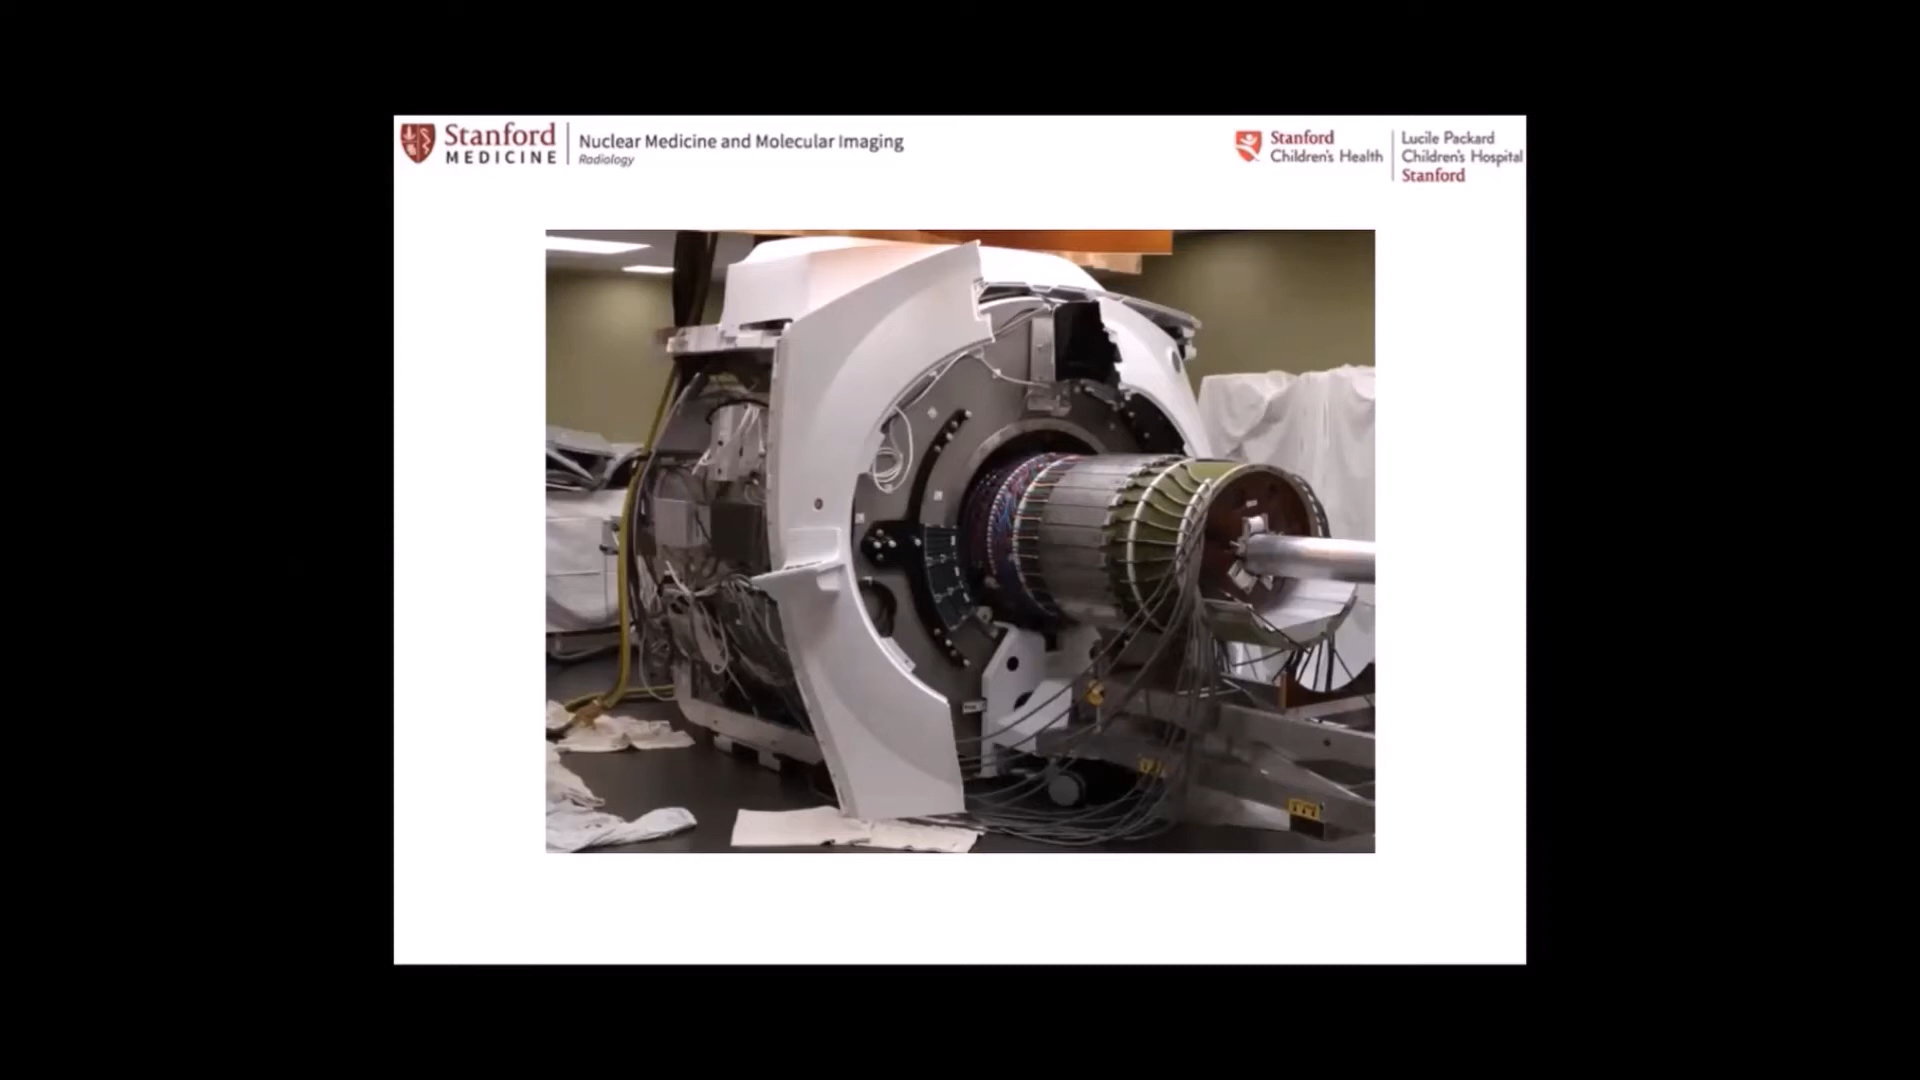 Stanford
MEDICINE
Nuclear Medicine and Molecular Imaging
Radiology
Stanford
Children's Health
Lucile Packard
Children's Hospital
Stanford